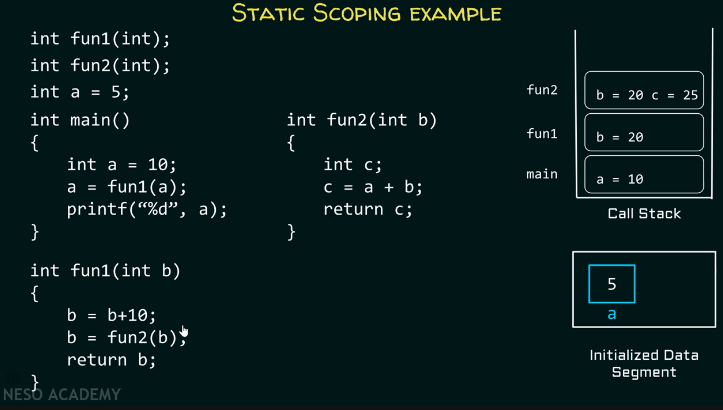 STATIC SCOPING EXAMPLE
int fun1(int);
int fun2(int);
int a = 5;
int main()
{
int a = 10;
a = fun1(a);
printf(“%d”, a);
}
int fun1(int b)
{
b = b+10;
b = fun2(b);
return b;
}
int fun2(int b)
{
int c;
c = a + b;
return c;
}
fun2
b = 20 c = 25
fun1
b = 20
main
a = 10
Call Stack
5
a
Initialized Data
Segment
NESO ACADEMY